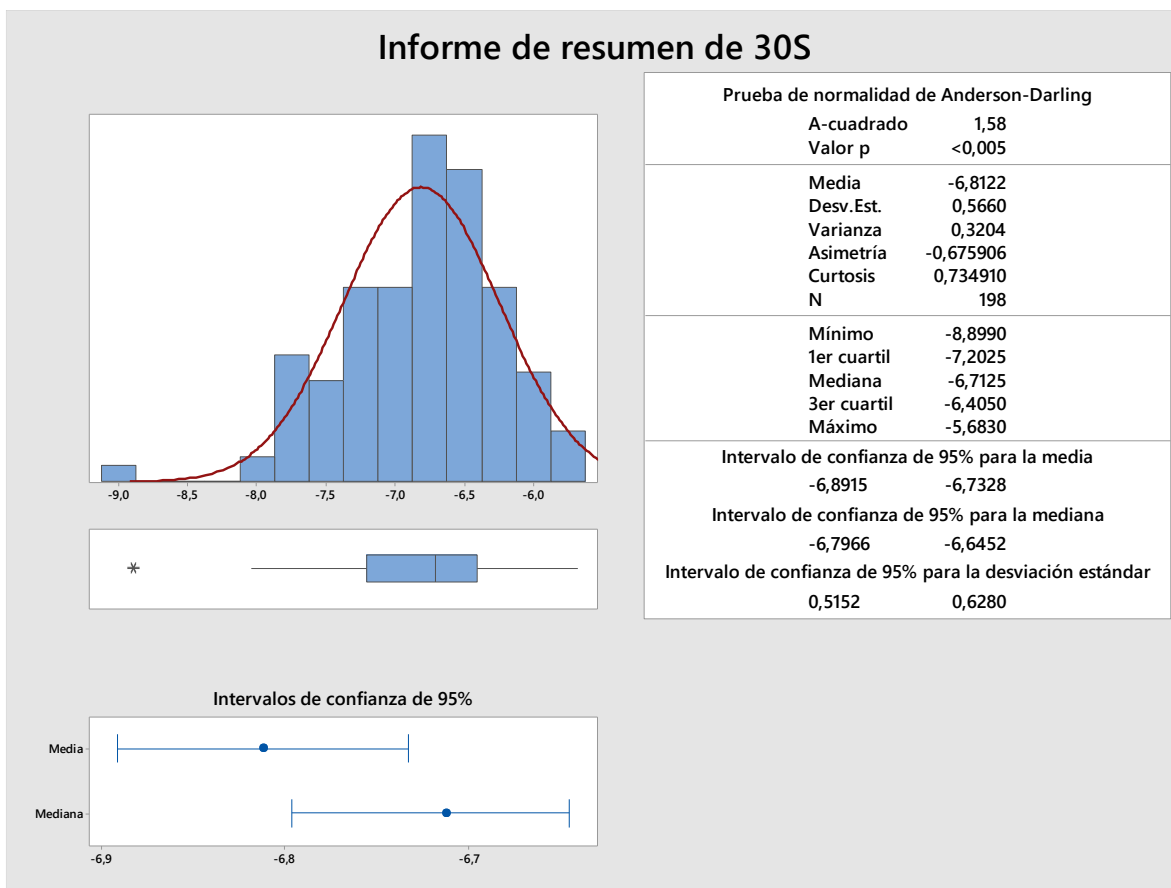 Informe de resumen de 30S
-9,0 -8,5 -8,0 -7,5 -7,0 -6,5 -6,0
Intervalos de confianza de 95%
Media
Mediana
-6,9 -6,8 -6,7
Prueba de normalidad de Anderson-Darling
A-cuadrado 1,58
Valor p <0,005
Media -6,8122
Desv.Est. 0,5660
Varianza 0,3204
Asimetría -0,675906
Curtosis 0,734910
N 198
Mínimo -8,8990
1er cuartil -7,2025
Mediana -6,7125
3er cuartil -6,4050
Máximo -5,6830
Intervalo de confianza de 95% para la media
-6,8915 -6,7328
Intervalo de confianza de 95% para la mediana
-6,7966 -6,6452
Intervalo de confianza de 95% para la desviación estándar
0,5152 0,6280